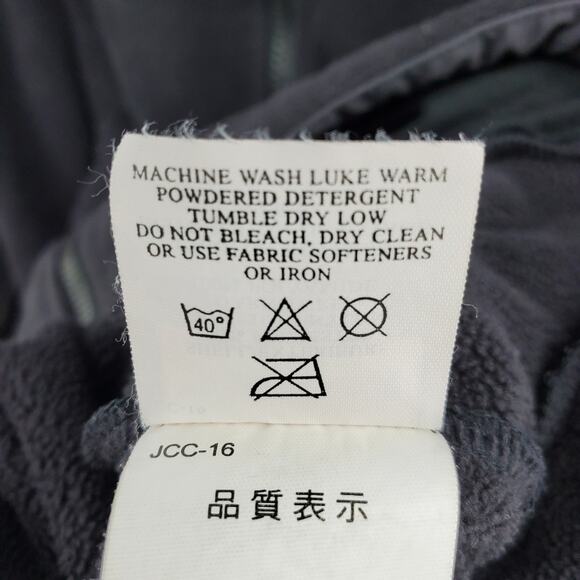 MACHINE WASH LUKE WARM
POWDERED DETERGENT
TUMBLE DRY LOW
DO NOT BLEACH, DRY CLEAN
OR USE FABRIC SOFTENERS
OR IRON
40°
JCC-16
品質表示